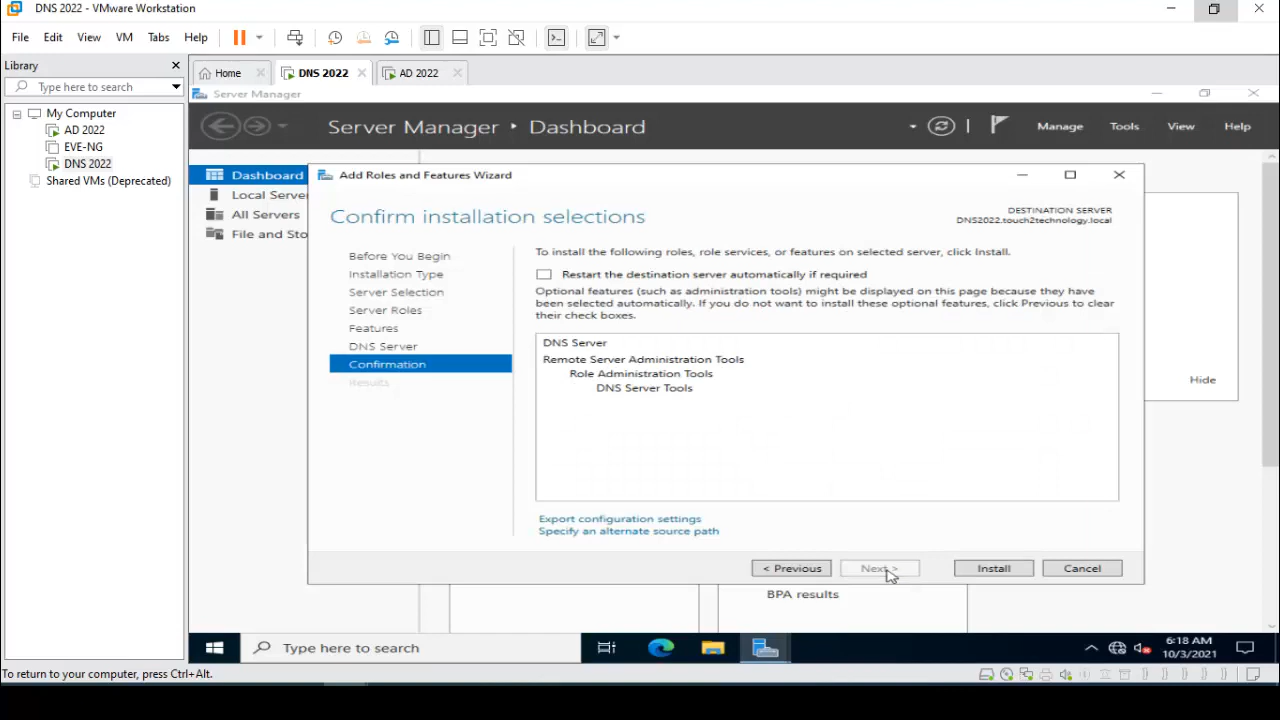 DNS 2022 - VMware Workstation
File Edit View VM Tabs Help
Library
Type here to search
My Computer
AD 2022
EVE-NG
DNS 2022
Shared VMs (Deprecated)
Home
DNS 2022
AD 2022
Server Manager
Server Manager • Dashboard
Manage Tools View Help
Dashboard
Local Serve
All Servers
File and Sto
Add Roles and Features Wizard
Confirm installation selections
DESTINATION SERVER
DNS2022.touch2technology.local
Before You Begin
Installation Type
Server Selection
Server Roles
Features
DNS Server
Confirmation
Results
To install the following roles, role services, or features on selected server, click Install.
Restart the destination server automatically if required
Optional features (such as administration tools) might be displayed on this page because they have
been selected automatically. If you do not want to install these optional features, click Previous to clear
their check boxes.
DNS Server
Remote Server Administration Tools
Role Administration Tools
DNS Server Tools
Export configuration settings
Specify an alternate source path
< Previous
Next >
Install
Cancel
Hide
BPA results
Type here to search
6:18 AM
10/3/2021
To return to your computer, press Ctrl+Alt.